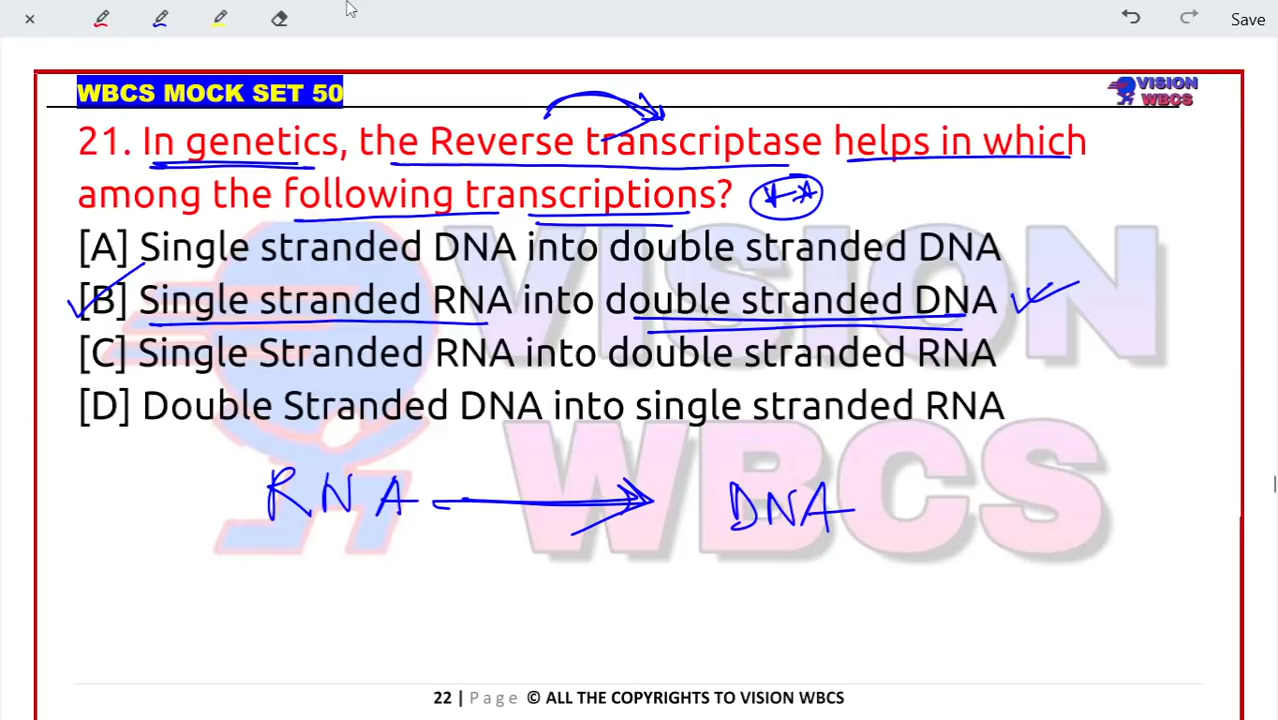 Save
WBCS MOCK SET 50
VISION
WBCS
21. In genetics, the Reverse transcriptase helps in which
among the following transcriptions?
[A] Single stranded DNA into double stranded DNA
[B] Single stranded RNA into double stranded DNA
[C] Single Stranded RNA into double stranded RNA
[D] Double Stranded DNA into single stranded RNA
VISION
WBCS
RNA DNA
22 | Page © ALL THE COPYRIGHTS TO VISION WBCS